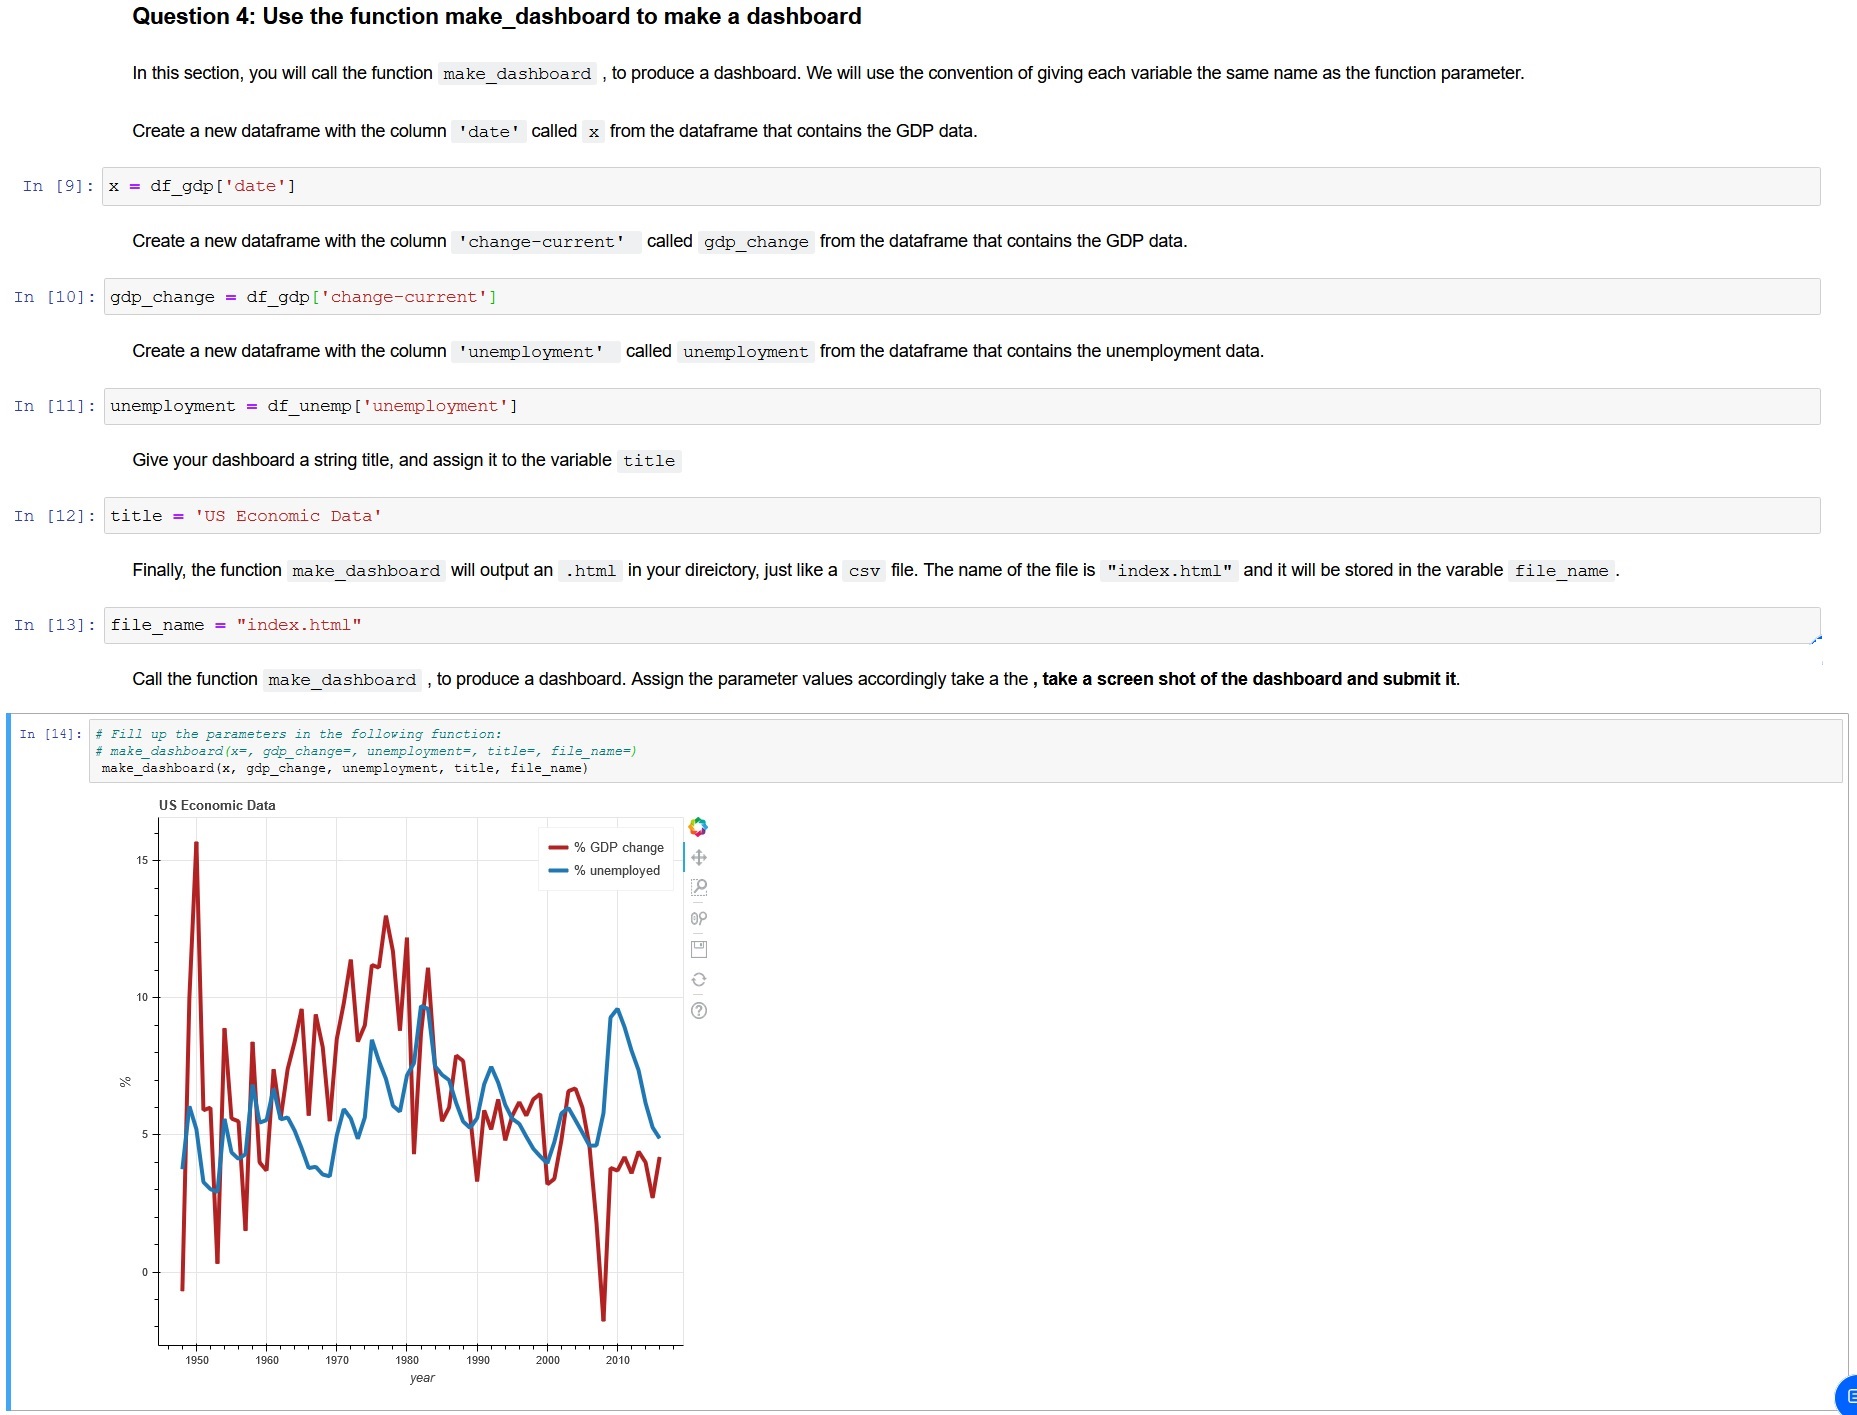 Question 4: Use the function make_dashboard to make a dashboard
In this section, you will call the function make_dashboard , to produce a dashboard. We will use the convention of giving each variable the same name as the function parameter.
Create a new dataframe with the column 'date' called x from the dataframe that contains the GDP data.
In [9]: x = df_gdp['date']
Create a new dataframe with the column 'change-current' called gdp_change from the dataframe that contains the GDP data.
In [10]: gdp_change = df_gdp['change-current']
Create a new dataframe with the column 'unemployment' called unemployment from the dataframe that contains the unemployment data.
In [11]: unemployment = df_unemp['unemployment']
Give your dashboard a string title, and assign it to the variable title
In [12]: title = 'US Economic Data'
Finally, the function make_dashboard will output an .html in your direictory, just like a csv file. The name of the file is "index.html" and it will be stored in the varable file_name .
In [13]: file_name = "index.html"
Call the function make_dashboard , to produce a dashboard. Assign the parameter values accordingly take a the , take a screen shot of the dashboard and submit it.
In [14]: # Fill up the parameters in the following function:
# make_dashboard(x=, gdp_change=, unemployment=, title=, file_name=)
make_dashboard(x, gdp_change, unemployment, title, file_name)
US Economic Data
% GDP change
% unemployed
15
10
5
0
%
1950 1960 1970 1980 1990 2000 2010
year